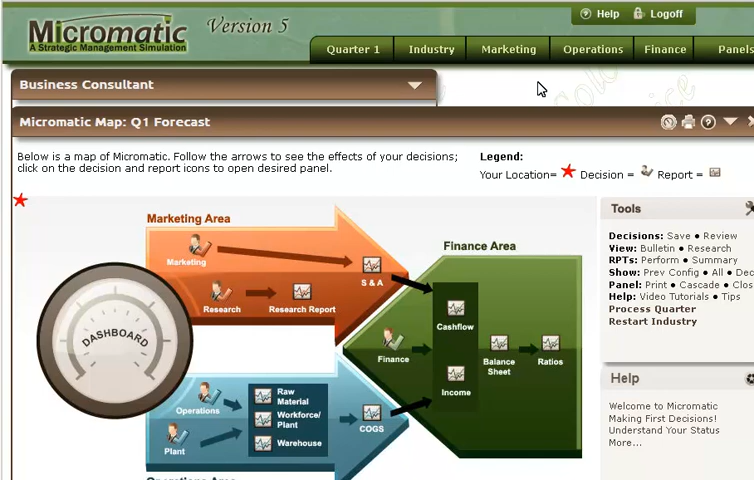 Micromatic
A Strategic Management Simulation
Version 5
Help Logoff
Quarter 1 Industry Marketing Operations Finance Panels
Business Consultant
Micromatic Map: Q1 Forecast
Below is a map of Micromatic. Follow the arrows to see the effects of your decisions;
click on the decision and report icons to open desired panel.
Legend:
Your Location= Decision = Report =
Marketing Area
Marketing
S & A
Research
Research Report
DASHBOARD
Finance Area
Cashflow
Finance
Balance
Sheet
Ratios
Income
Operations
Raw
Material
Workforce/
Plant
Warehouse
COGS
Plant
Tools
Decisions: Save • Review
View: Bulletin • Research
RPTs: Perform • Summary
Show: Prev Config • All • Dec
Panel: Print • Cascade • Clos
Help: Video Tutorials • Tips
Process Quarter
Restart Industry
Help
Welcome to Micromatic
Making First Decisions!
Understand Your Status
More...